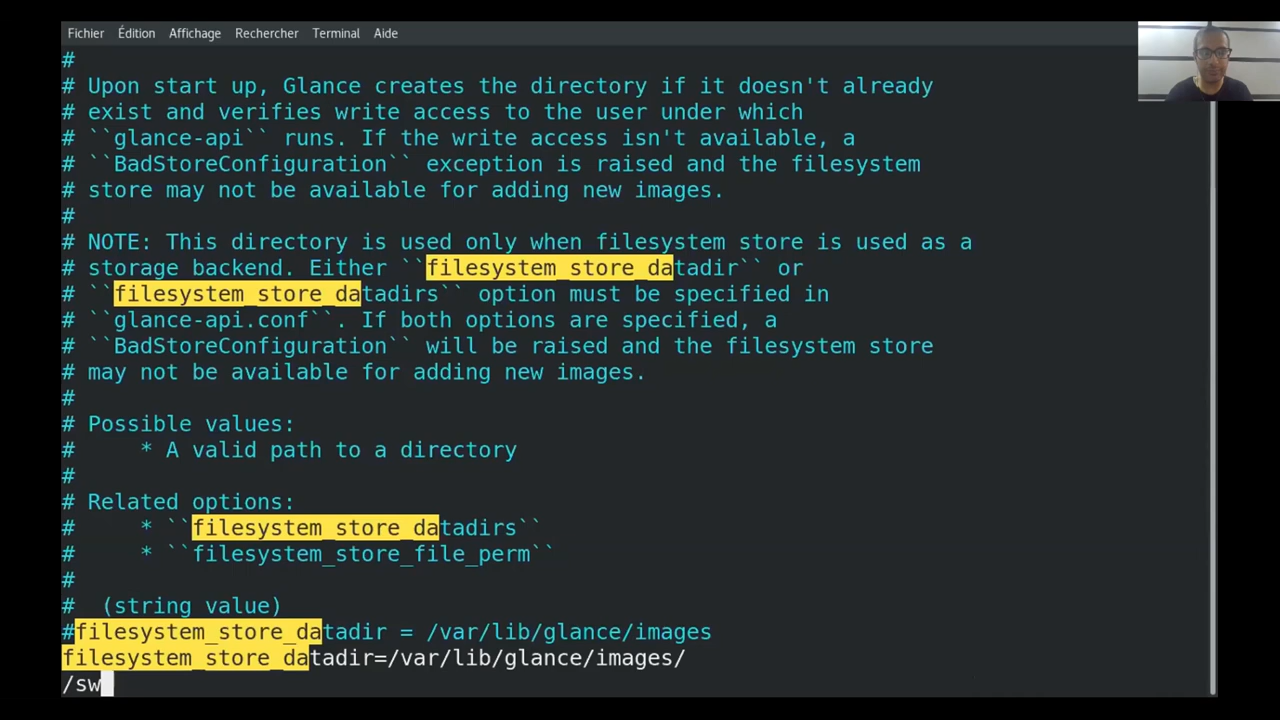 Fichier Édition Affichage Rechercher Terminal Aide
#
# Upon start up, Glance creates the directory if it doesn't already
# exist and verifies write access to the user under which
# ``glance-api`` runs. If the write access isn't available, a
# ``BadStoreConfiguration`` exception is raised and the filesystem
# store may not be available for adding new images.
#
# NOTE: This directory is used only when filesystem store is used as a
# storage backend. Either ``filesystem_store_datadir`` or
# ``filesystem_store_datadirs`` option must be specified in
# ``glance-api.conf``. If both options are specified, a
# ``BadStoreConfiguration`` will be raised and the filesystem store
# may not be available for adding new images.
#
# Possible values:
#     * A valid path to a directory
#
# Related options:
#     * ``filesystem_store_datadirs``
#     * ``filesystem_store_file_perm``
#
#  (string value)
#filesystem_store_datadir = /var/lib/glance/images
filesystem_store_datadir=/var/lib/glance/images/
/sw